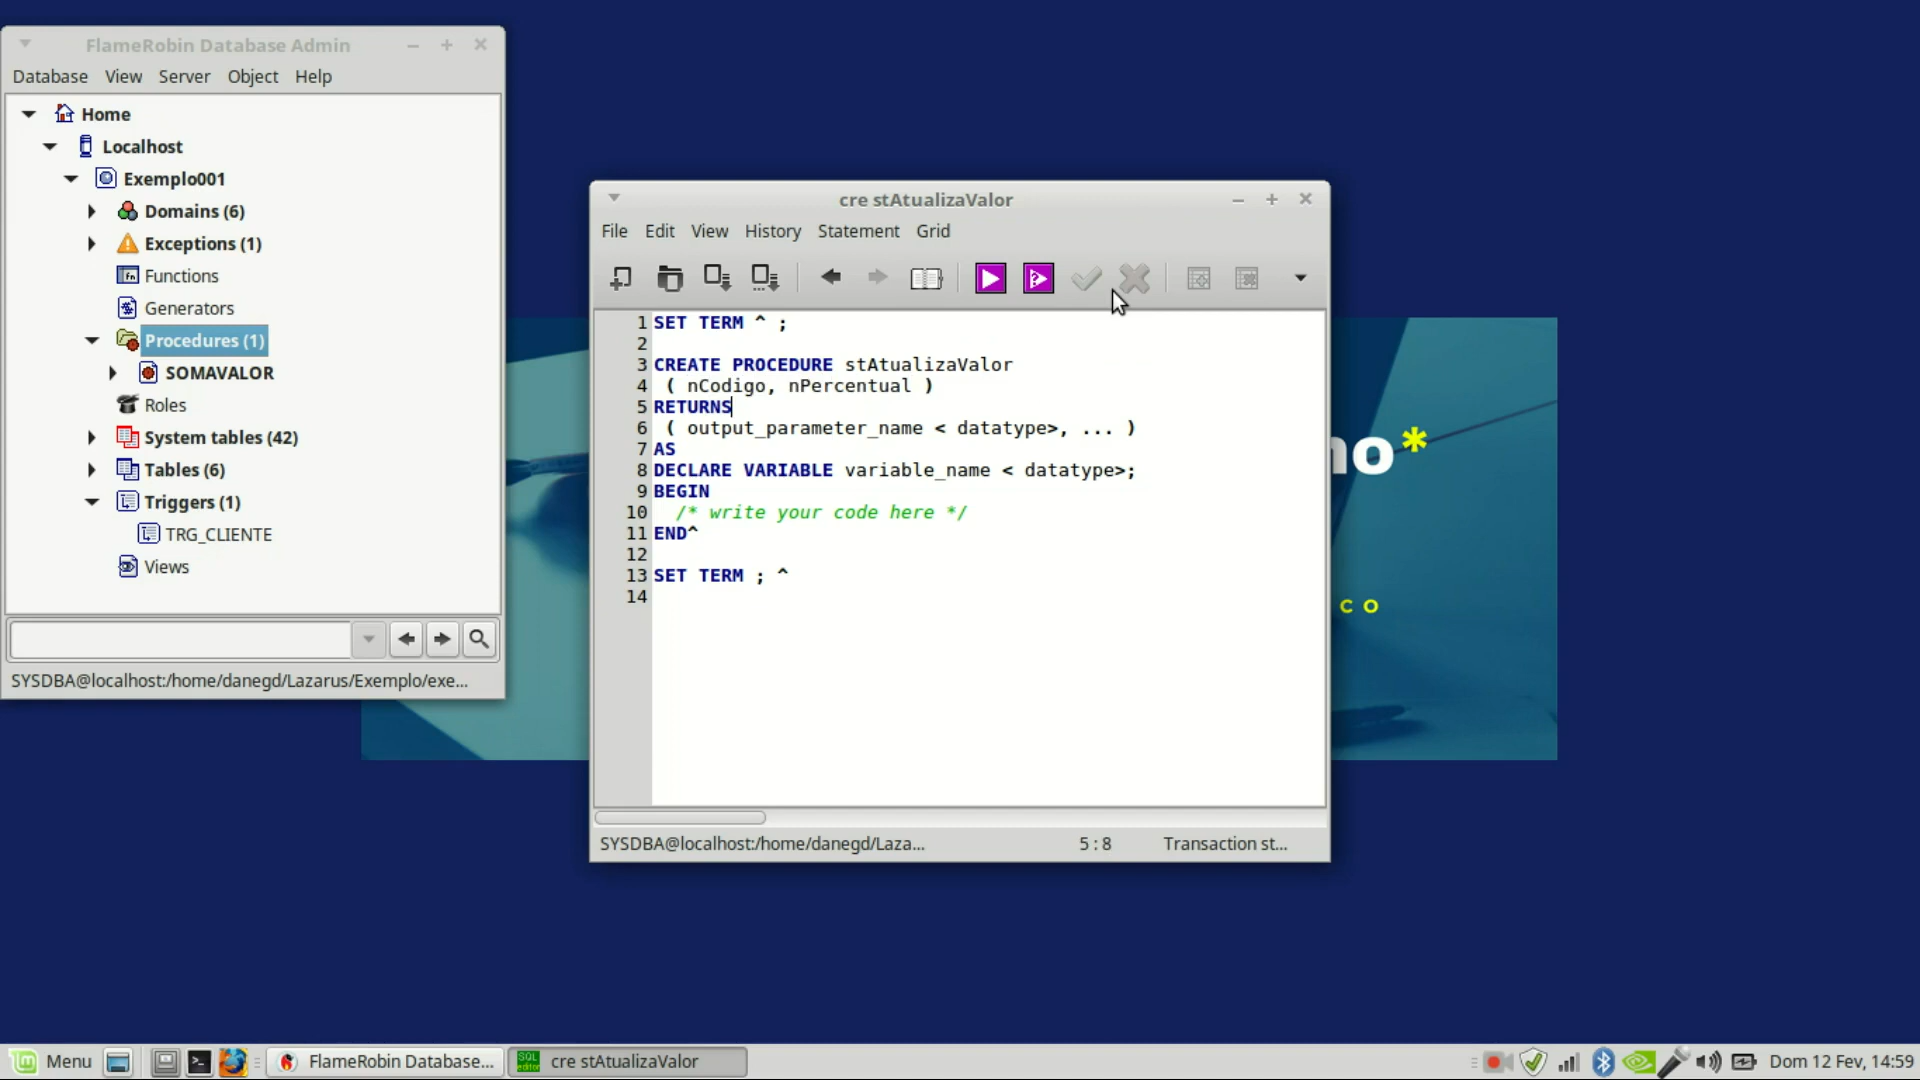 FlameRobin Database Admin
Database View Server Object Help
Home
Localhost
Exemplo001
Domains (6)
Exceptions (1)
Functions
Generators
Procedures (1)
SOMAVALOR
Roles
System tables (42)
Tables (6)
Triggers (1)
TRG_CLIENTE
Views
SYSDBA@localhost:/home/danegd/Lazarus/Exemplo/exe...
cre stAtualizaValor
File Edit View History Statement Grid
1 SET TERM ^ ;
2
3 CREATE PROCEDURE stAtualizaValor
4 ( nCodigo, nPercentual )
5 RETURNS
6 ( output_parameter_name < datatype>, ... )
7 AS
8 DECLARE VARIABLE variable_name < datatype>;
9 BEGIN
10 /* write your code here */
11 END^
12
13 SET TERM ; ^
14
SYSDBA@localhost:/home/danegd/Laza... 5 : 8 Transaction st...
Menu FlameRobin Database... SQL editor cre stAtualizaValor Dom 12 Fev, 14:59